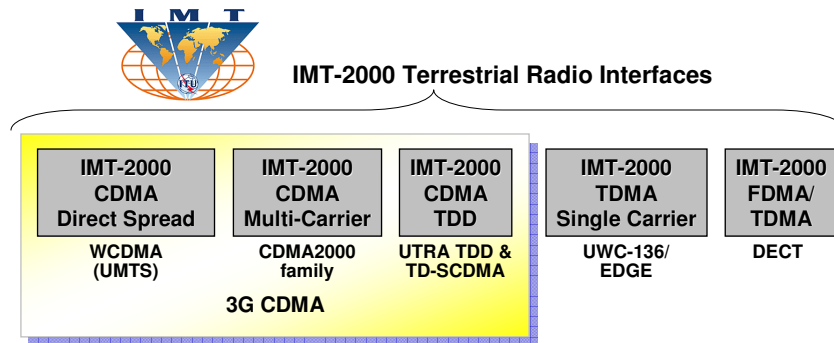 I M T
ITU
IMT-2000 Terrestrial Radio Interfaces
IMT-2000
CDMA
Direct Spread
IMT-2000
CDMA
Multi-Carrier
IMT-2000
CDMA
TDD
IMT-2000
TDMA
Single Carrier
IMT-2000
FDMA/
TDMA
WCDMA
(UMTS)
CDMA2000
family
UTRA TDD &
TD-SCDMA
UWC-136/
EDGE
DECT
3G CDMA